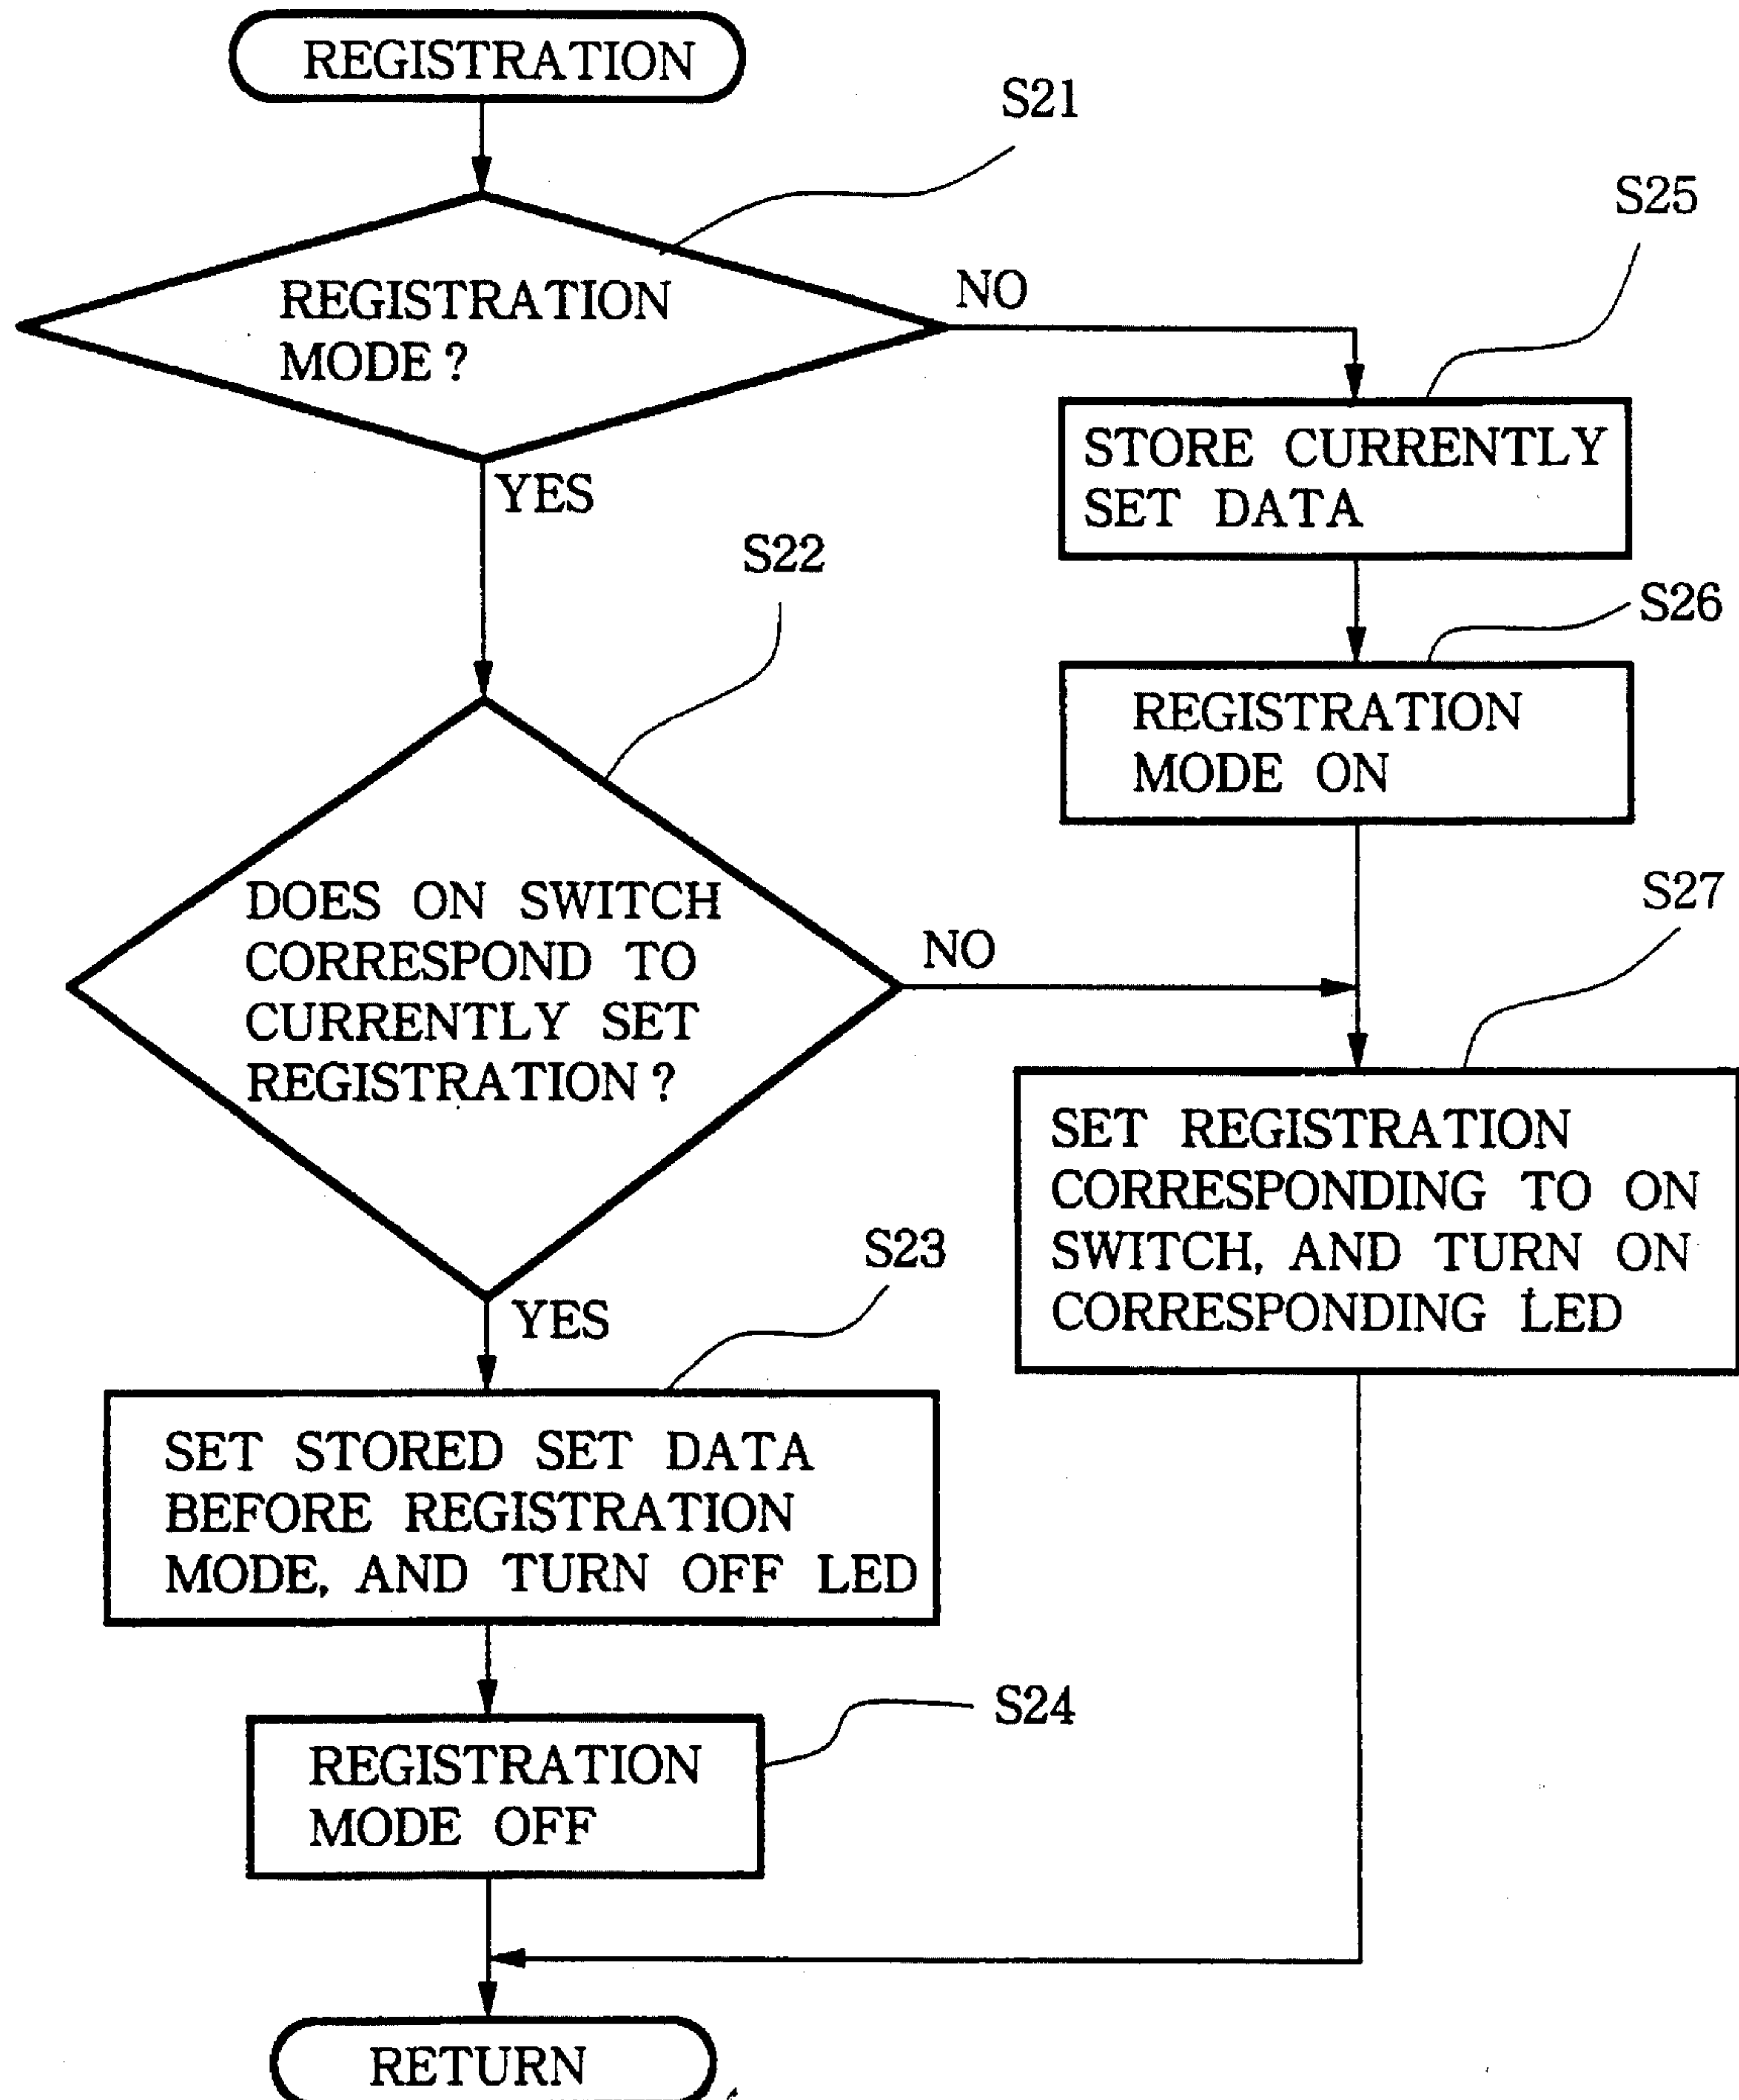 REGISTRATION
S21
REGISTRATION
MODE?
NO
YES
S25
STORE CURRENTLY
SET DATA
S26
REGISTRATION
MODE ON
S22
DOES ON SWITCH
CORRESPOND TO
CURRENTLY SET
REGISTRATION?
NO
YES
S27
SET REGISTRATION
CORRESPONDING TO ON
SWITCH, AND TURN ON
CORRESPONDING LED
S23
SET STORED SET DATA
BEFORE REGISTRATION
MODE, AND TURN OFF LED
S24
REGISTRATION
MODE OFF
RETURN